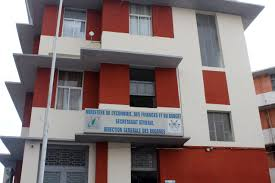 MINISTERE DE L'ECONOMIE, DES FINANCES ET DU BUDGET
SECRETARIAT GENERAL
DIRECTION GENERALE DES DOUANES